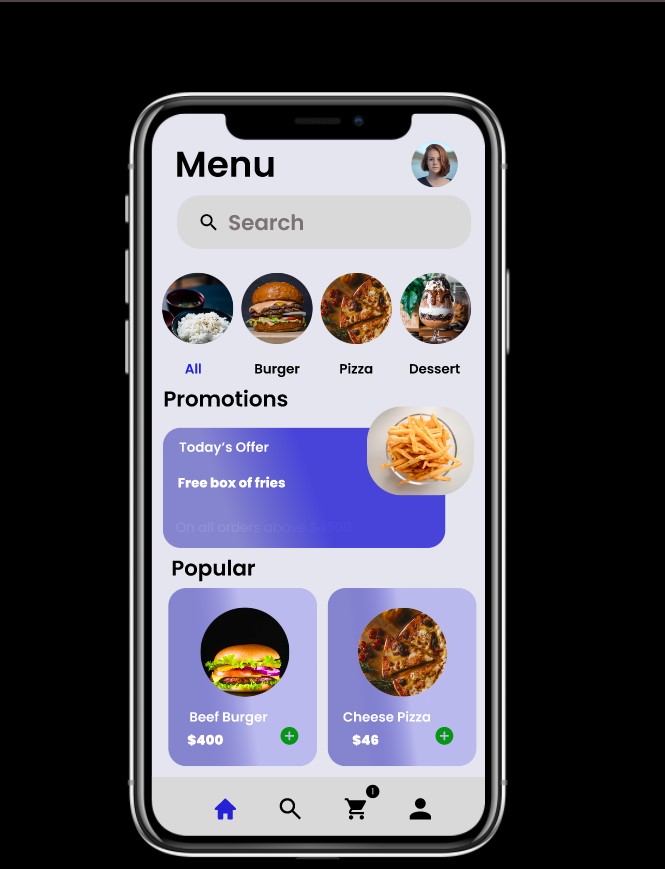 Menu
Search
All
Burger
Pizza
Dessert
Promotions
Today's Offer
Free box of fries
On all orders above
Popular
Beef Burger
Cheese Pizza
$400
$46
1